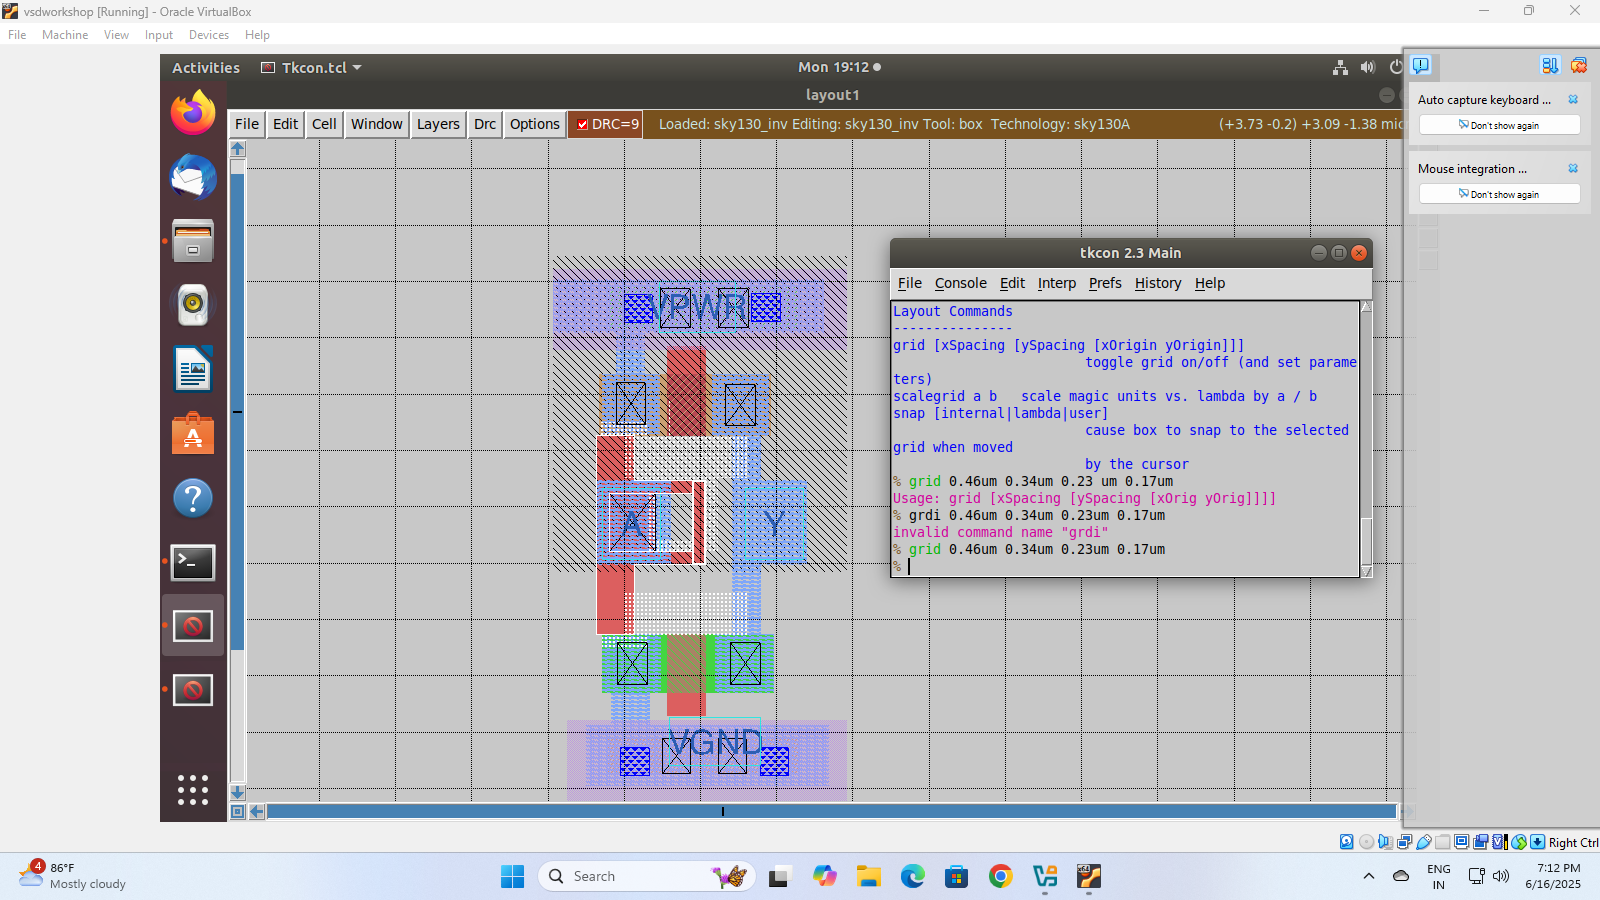 vsdworkshop [Running] - Oracle VirtualBox
File Machine View Input Devices Help
Activities Tkcon.tcl Mon 19:12
layout1
File Edit Cell Window Layers Drc Options DRC=9 Loaded: sky130_inv Editing: sky130_inv Tool: box Technology: sky130A (+3.73 -0.2) +3.09 -1.38 mic
VPWR
A
Y
VGND
tkcon 2.3 Main
File Console Edit Interp Prefs History Help
Layout Commands
---------------
grid [xSpacing [ySpacing [xOrigin yOrigin]]]
toggle grid on/off (and set parame
ters)
scalegrid a b scale magic units vs. lambda by a / b
snap [internal|lambda|user]
cause box to snap to the selected
grid when moved
by the cursor
% grid 0.46um 0.34um 0.23 um 0.17um
Usage: grid [xSpacing [ySpacing [xOrig yOrig]]]]
% grdi 0.46um 0.34um 0.23um 0.17um
invalid command name "grdi"
% grid 0.46um 0.34um 0.23um 0.17um
%
Auto capture keyboard ...
Don't show again
Mouse integration ...
Don't show again
Right Ctrl
4
86°F
Mostly cloudy
Search
ENG
IN
7:12 PM
6/16/2025